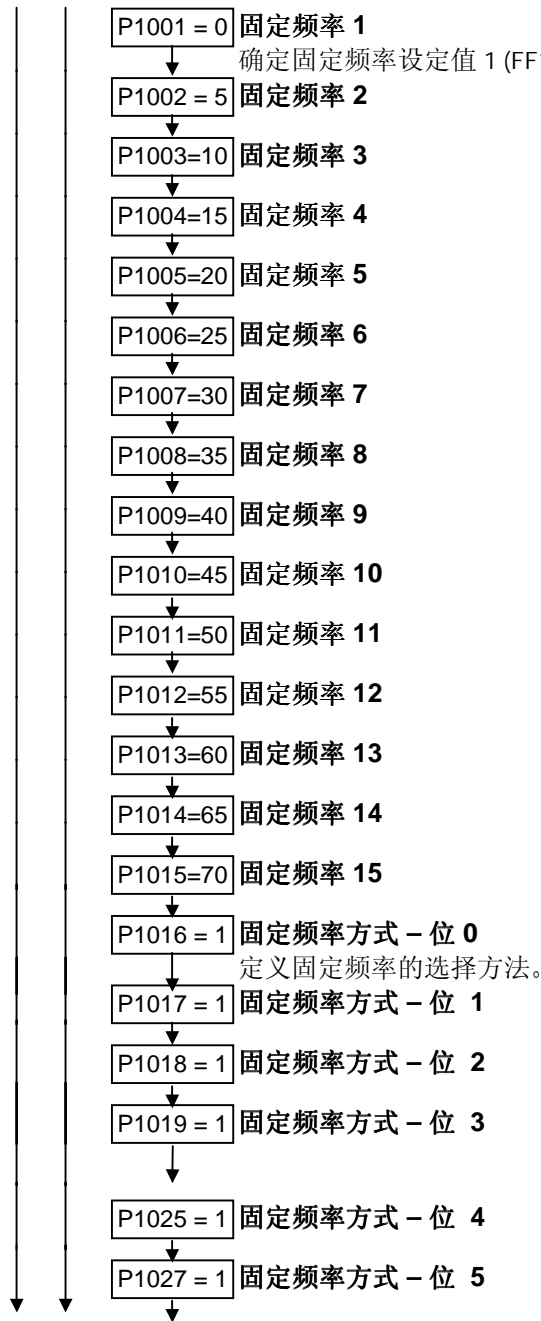 P1001 = 0 固定频率 1
确定固定频率设定值 1 (FF
P1002 = 5 固定频率 2
P1003=10 固定频率 3
P1004=15 固定频率 4
P1005=20 固定频率 5
P1006=25 固定频率 6
P1007=30 固定频率 7
P1008=35 固定频率 8
P1009=40 固定频率 9
P1010=45 固定频率 10
P1011=50 固定频率 11
P1012=55 固定频率 12
P1013=60 固定频率 13
P1014=65 固定频率 14
P1015=70 固定频率 15
P1016 = 1 固定频率方式 – 位 0
定义固定频率的选择方法。
P1017 = 1 固定频率方式 – 位 1
P1018 = 1 固定频率方式 – 位 2
P1019 = 1 固定频率方式 – 位 3
P1025 = 1 固定频率方式 – 位 4
P1027 = 1 固定频率方式 – 位 5